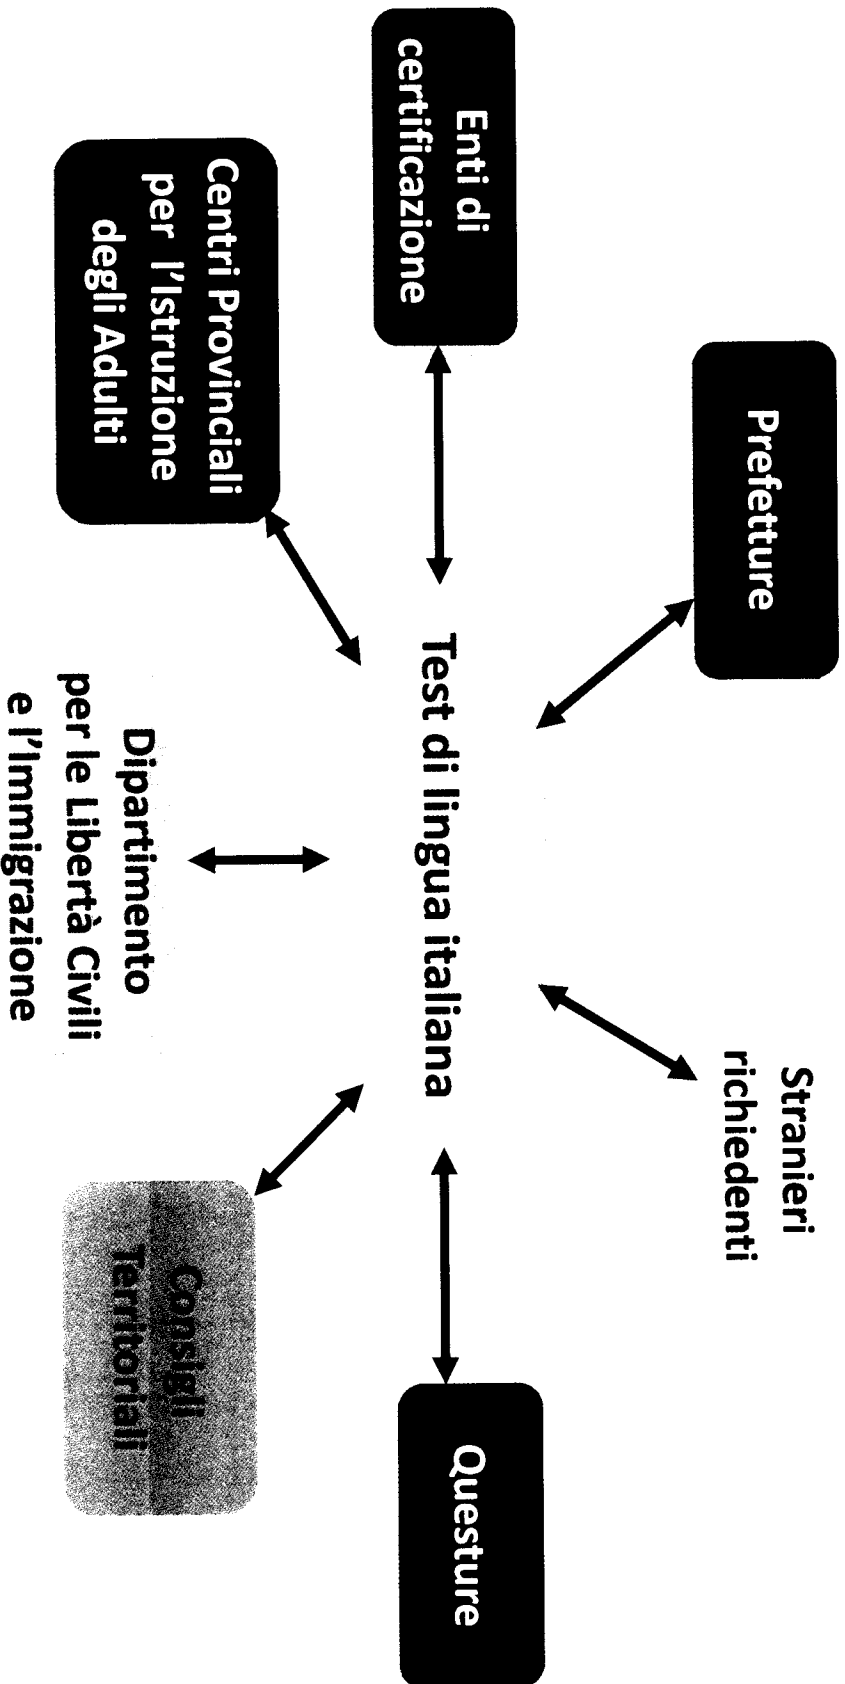 Prefetture
Stranieri
richiedenti
Enti di
certificazione
Test di lingua italiana
Questure
Centri Provinciali
per l'Istruzione
degli Adulti
Dipartimento
per le Libertà Civili
e l'Immigrazione
Consigli
Territoriali